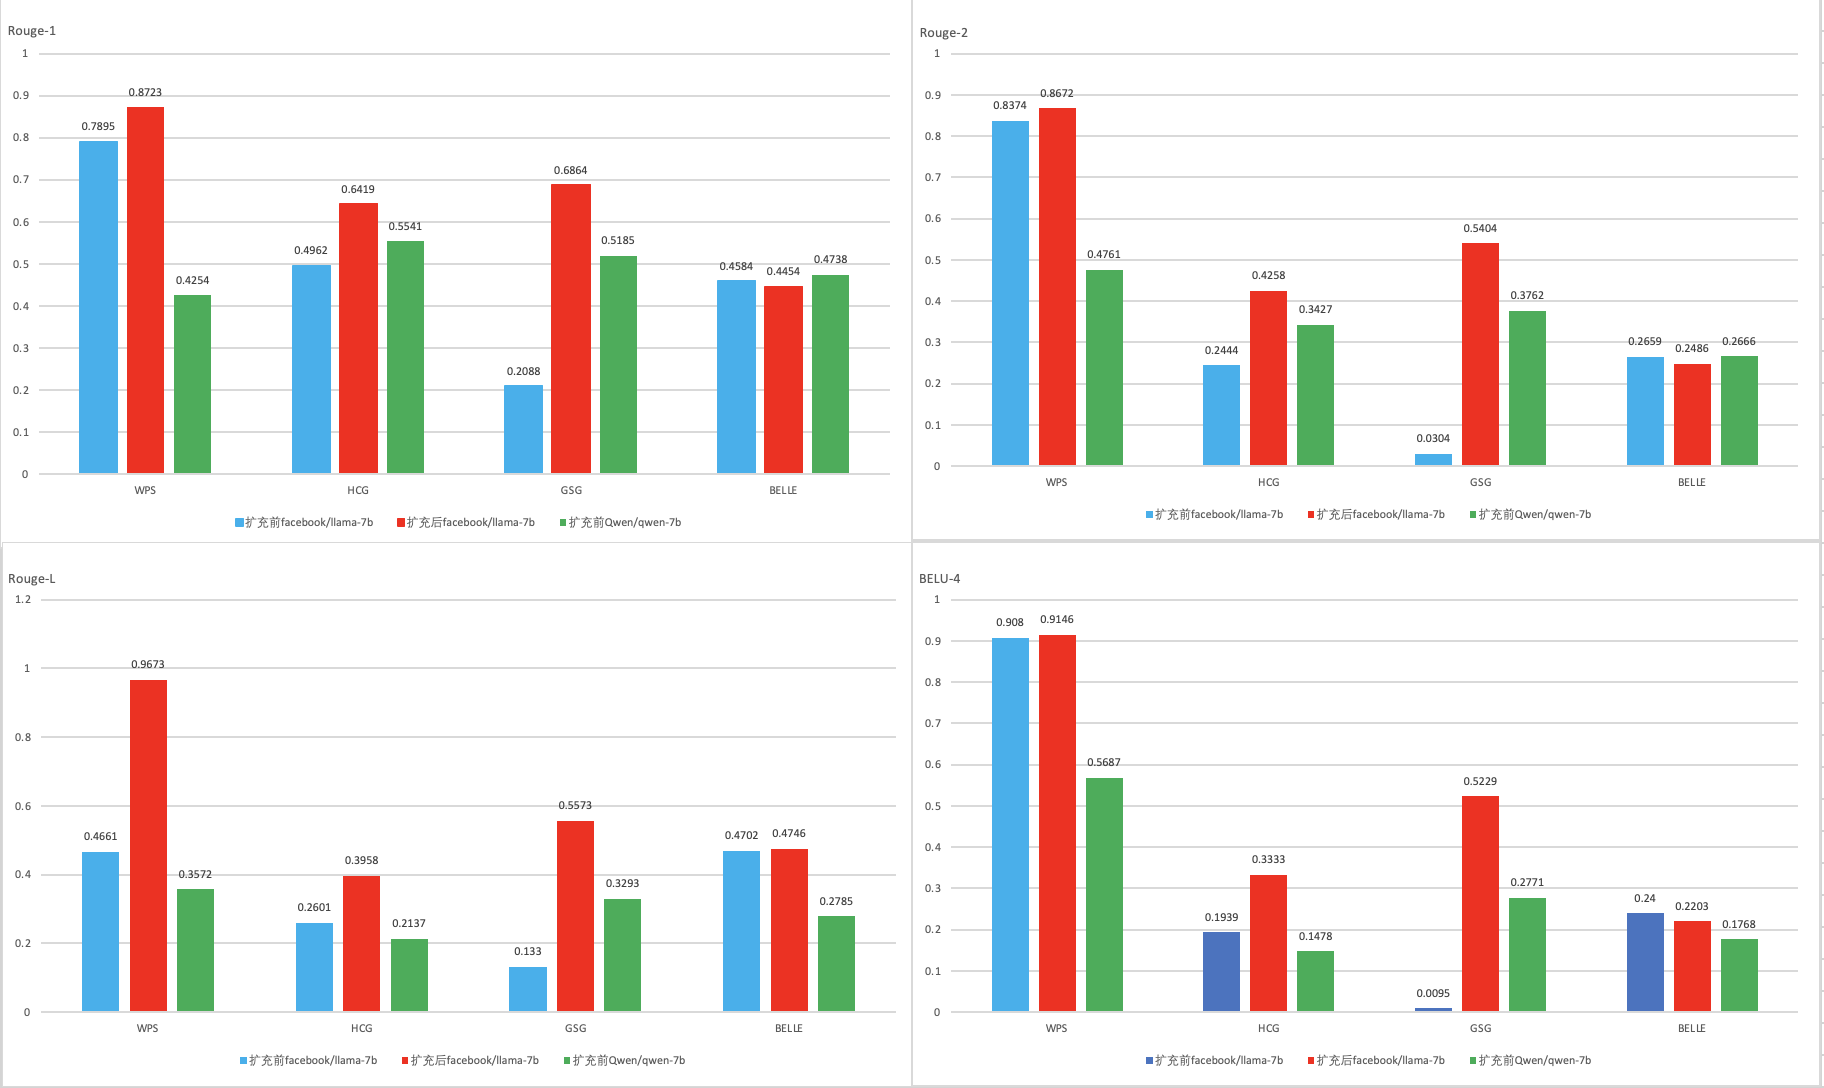 Rouge-1
1
0.9
0.8
0.7
0.6
0.5
0.4
0.3
0.2
0.1
0
0.7895
0.8723
0.4254
0.4962
0.6419
0.5541
0.2088
0.6864
0.5185
0.4584
0.4454
0.4738
WPS
HCG
GSG
BELLE
扩充前facebook/llama-7b
扩充后facebook/llama-7b
扩充前Qwen/qwen-7b
Rouge-2
1
0.9
0.8
0.7
0.6
0.5
0.4
0.3
0.2
0.1
0
0.8374
0.8672
0.4761
0.2444
0.4258
0.3427
0.0304
0.5404
0.3762
0.2659
0.2486
0.2666
WPS
HCG
GSG
BELLE
扩充前facebook/llama-7b
扩充后facebook/llama-7b
扩充前Qwen/qwen-7b
Rouge-L
1.2
1
0.8
0.6
0.4
0.2
0
0.4661
0.9673
0.3572
0.2601
0.3958
0.2137
0.133
0.5573
0.3293
0.4702
0.4746
0.2785
WPS
HCG
GSG
BELLE
扩充前facebook/llama-7b
扩充后facebook/llama-7b
扩充前Qwen/qwen-7b
BELU-4
1
0.9
0.8
0.7
0.6
0.5
0.4
0.3
0.2
0.1
0
0.908
0.9146
0.5687
0.1939
0.3333
0.1478
0.0095
0.5229
0.2771
0.24
0.2203
0.1768
WPS
HCG
GSG
BELLE
扩充前facebook/llama-7b
扩充后facebook/llama-7b
扩充前Qwen/qwen-7b